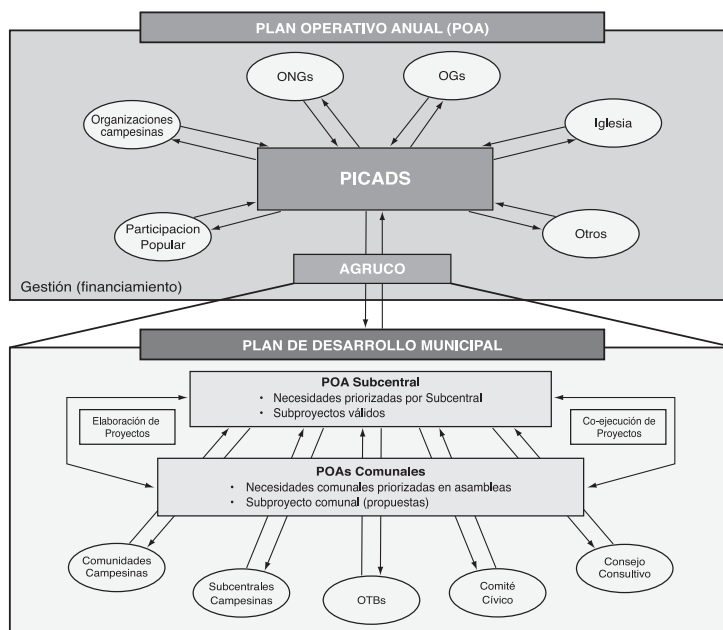 PLAN OPERATIVO ANUAL (POA)
ONGs
OGs
Organizaciones
campesinas
Iglesia
PICADS
Participacion
Popular
Otros
AGRUCO
Gestión (financiamiento)
PLAN DE DESARROLLO MUNICIPAL
POA Subcentral
• Necesidades priorizadas por Subcentral
• Subproyectos válidos
Elaboración de
Proyectos
Co-ejecución de
Proyectos
POAs Comunales
• Necesidades comunales priorizadas en asambleas
• Subproyecto comunal (propuestas)
Comunidades
Campesinas
Subcentrales
Campesinas
OTBs
Comité
Cívico
Consejo
Consultivo